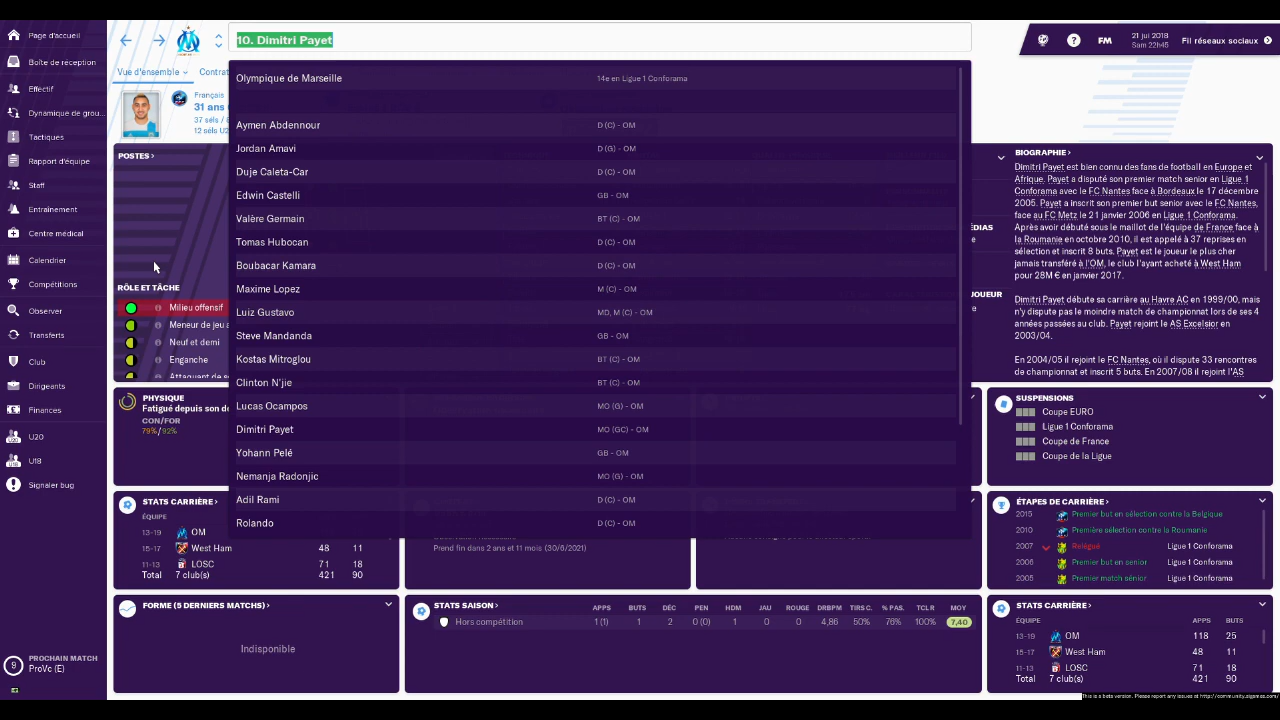 Page d'accueil
Boîte de réception
Effectif
Dynamique de grou...
Tactiques
Rapport d'équipe
Staff
Entraînement
Centre médical
Calendrier
Compétitions
Observer
Transferts
Club
Dirigeants
Finances
U20
U18
Signaler bug
9 PROCHAIN MATCH
ProVc (E)
10. Dimitri Payet
21 jui 2018
Sam 22h45
? FM Fil réseaux sociaux
Vue d'ensemble Contrat
Français
31 ans
37 séls /
12 séls U2
Olympique de Marseille 14e en Ligue 1 Conforama
Aymen Abdennour D (C) - OM
Jordan Amavi D (G) - OM
Duje Caleta-Car D (C) - OM
Edwin Castelli GB - OM
Valère Germain BT (C) - OM
Tomas Hubocan D (C) - OM
Boubacar Kamara D (C) - OM
Maxime Lopez M (C) - OM
Luiz Gustavo MD, M (C) - OM
Steve Mandanda GB - OM
Kostas Mitroglou BT (C) - OM
Clinton N'jie BT (C) - OM
Lucas Ocampos MO (G) - OM
Dimitri Payet MO (GC) - OM
Yohann Pelé GB - OM
Nemanja Radonjic MO (G) - OM
Adil Rami D (C) - OM
Rolando D (C) - OM
POSTES
RÔLE ET TÂCHE
Milieu offensif
Meneur de jeu a
Neuf et demi
Enganche
Attaquant de s
ÉDIAS
JOUEUR
BIOGRAPHIE
Dimitri Payet est bien connu des fans de football en Europe et
Afrique. Payet a disputé son premier match senior en Ligue 1
Conforama avec le FC Nantes face à Bordeaux le 17 décembre
2005. Payet a inscrit son premier but senior avec le FC Nantes,
face au FC Metz le 21 janvier 2006 en Ligue 1 Conforama.
Après avoir débuté sous le maillot de l'équipe de France face à
la Roumanie en octobre 2010, il est appelé à 37 reprises en
sélection et inscrit 8 buts. Payet est le joueur le plus cher
jamais transféré à l'OM, le club l'ayant acheté à West Ham
pour 28M € en janvier 2017.
Dimitri Payet débute sa carrière au Havre AC en 1999/00, mais
n'y dispute pas le moindre match de championnat lors de ses 4
années passées au club. Payet rejoint le AS Excelsior en
2003/04.
En 2004/05 il rejoint le FC Nantes, où il dispute 33 rencontres
de championnat et inscrit 5 buts. En 2007/08 il rejoint l'AS
PHYSIQUE
Fatigué depuis son de
CON/FOR
79%/92%
SUSPENSIONS
Coupe EURO
Ligue 1 Conforama
Coupe de France
Coupe de la Ligue
STATS CARRIÈRE
ÉQUIPE
13-19 OM
15-17 West Ham 48 11
11-13 LOSC 71 18
Total 7 club(s) 421 90
Prend fin dans 2 ans et 11 mois (30/6/2021)
ÉTAPES DE CARRIÈRE
2015 Premier but en sélection contre la Belgique
2010 Première sélection contre la Roumanie
2007 Relégué Ligue 1 Conforama
2006 Premier but en senior Ligue 1 Conforama
2005 Premier match sénior Ligue 1 Conforama
FORME (5 DERNIERS MATCHS)
Indisponible
STATS SAISON APPS BUTS DÉC PEN HDM JAU ROUGE DRBPM TIRS C. % PAS. TCLR MOY
Hors compétition 1 (1) 1 2 0 (0) 1 0 0 4,86 50% 76% 100% 7,40
STATS CARRIÈRE
ÉQUIPE APPS BUTS
13-19 OM 118 25
15-17 West Ham 48 11
11-13 LOSC 71 18
Total 7 club(s) 421 90
This is a beta version. Please report any issues at http://community.sigames.com/